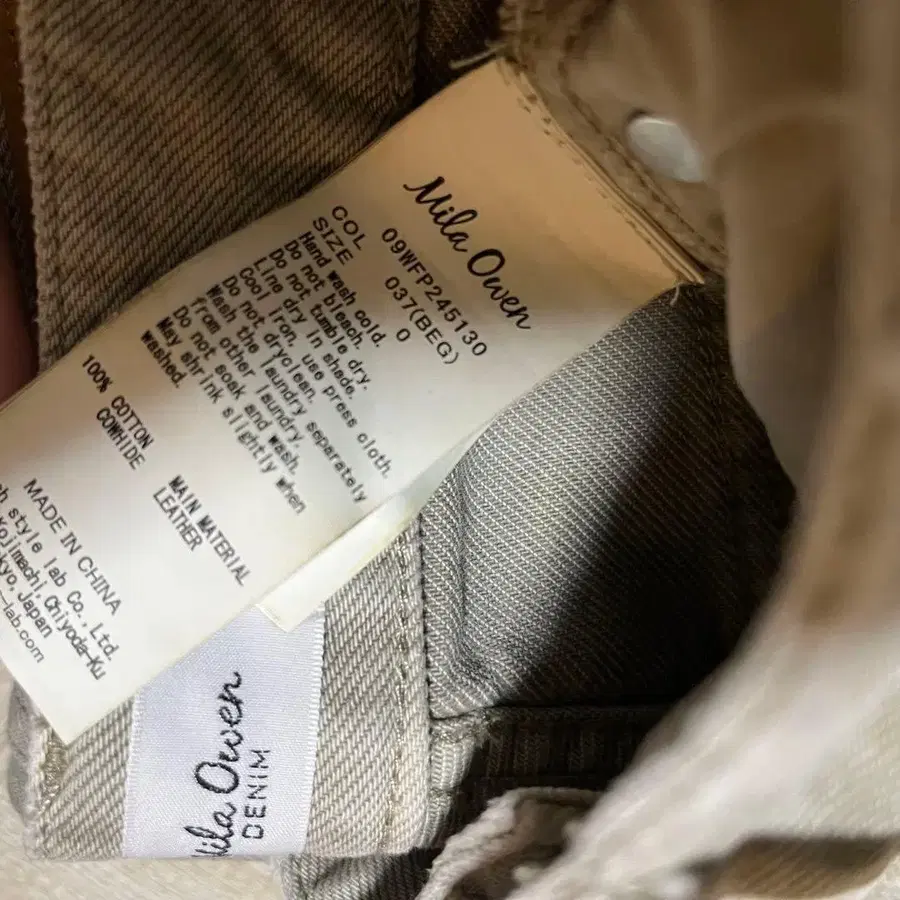 Mila Owen
09WFP245130
COL 037(BEG)
SIZE 0
Hand wash cold.
Do not bleach.
Do not tumble dry.
Line dry in shade.
Cool iron, use press cloth.
Do not dryclean.
Wash the laundry separately
from other laundry.
Do not soak and wash.
May shrink slightly when
washed.
MAIN MATERIAL
100% COTTON
LEATHER
COWHIDE
MADE IN CHINA
style lab Co., Ltd.
Kojimachi, Chiyoda-Ku
Japan
-lab.com
Mila Owen
DENIM